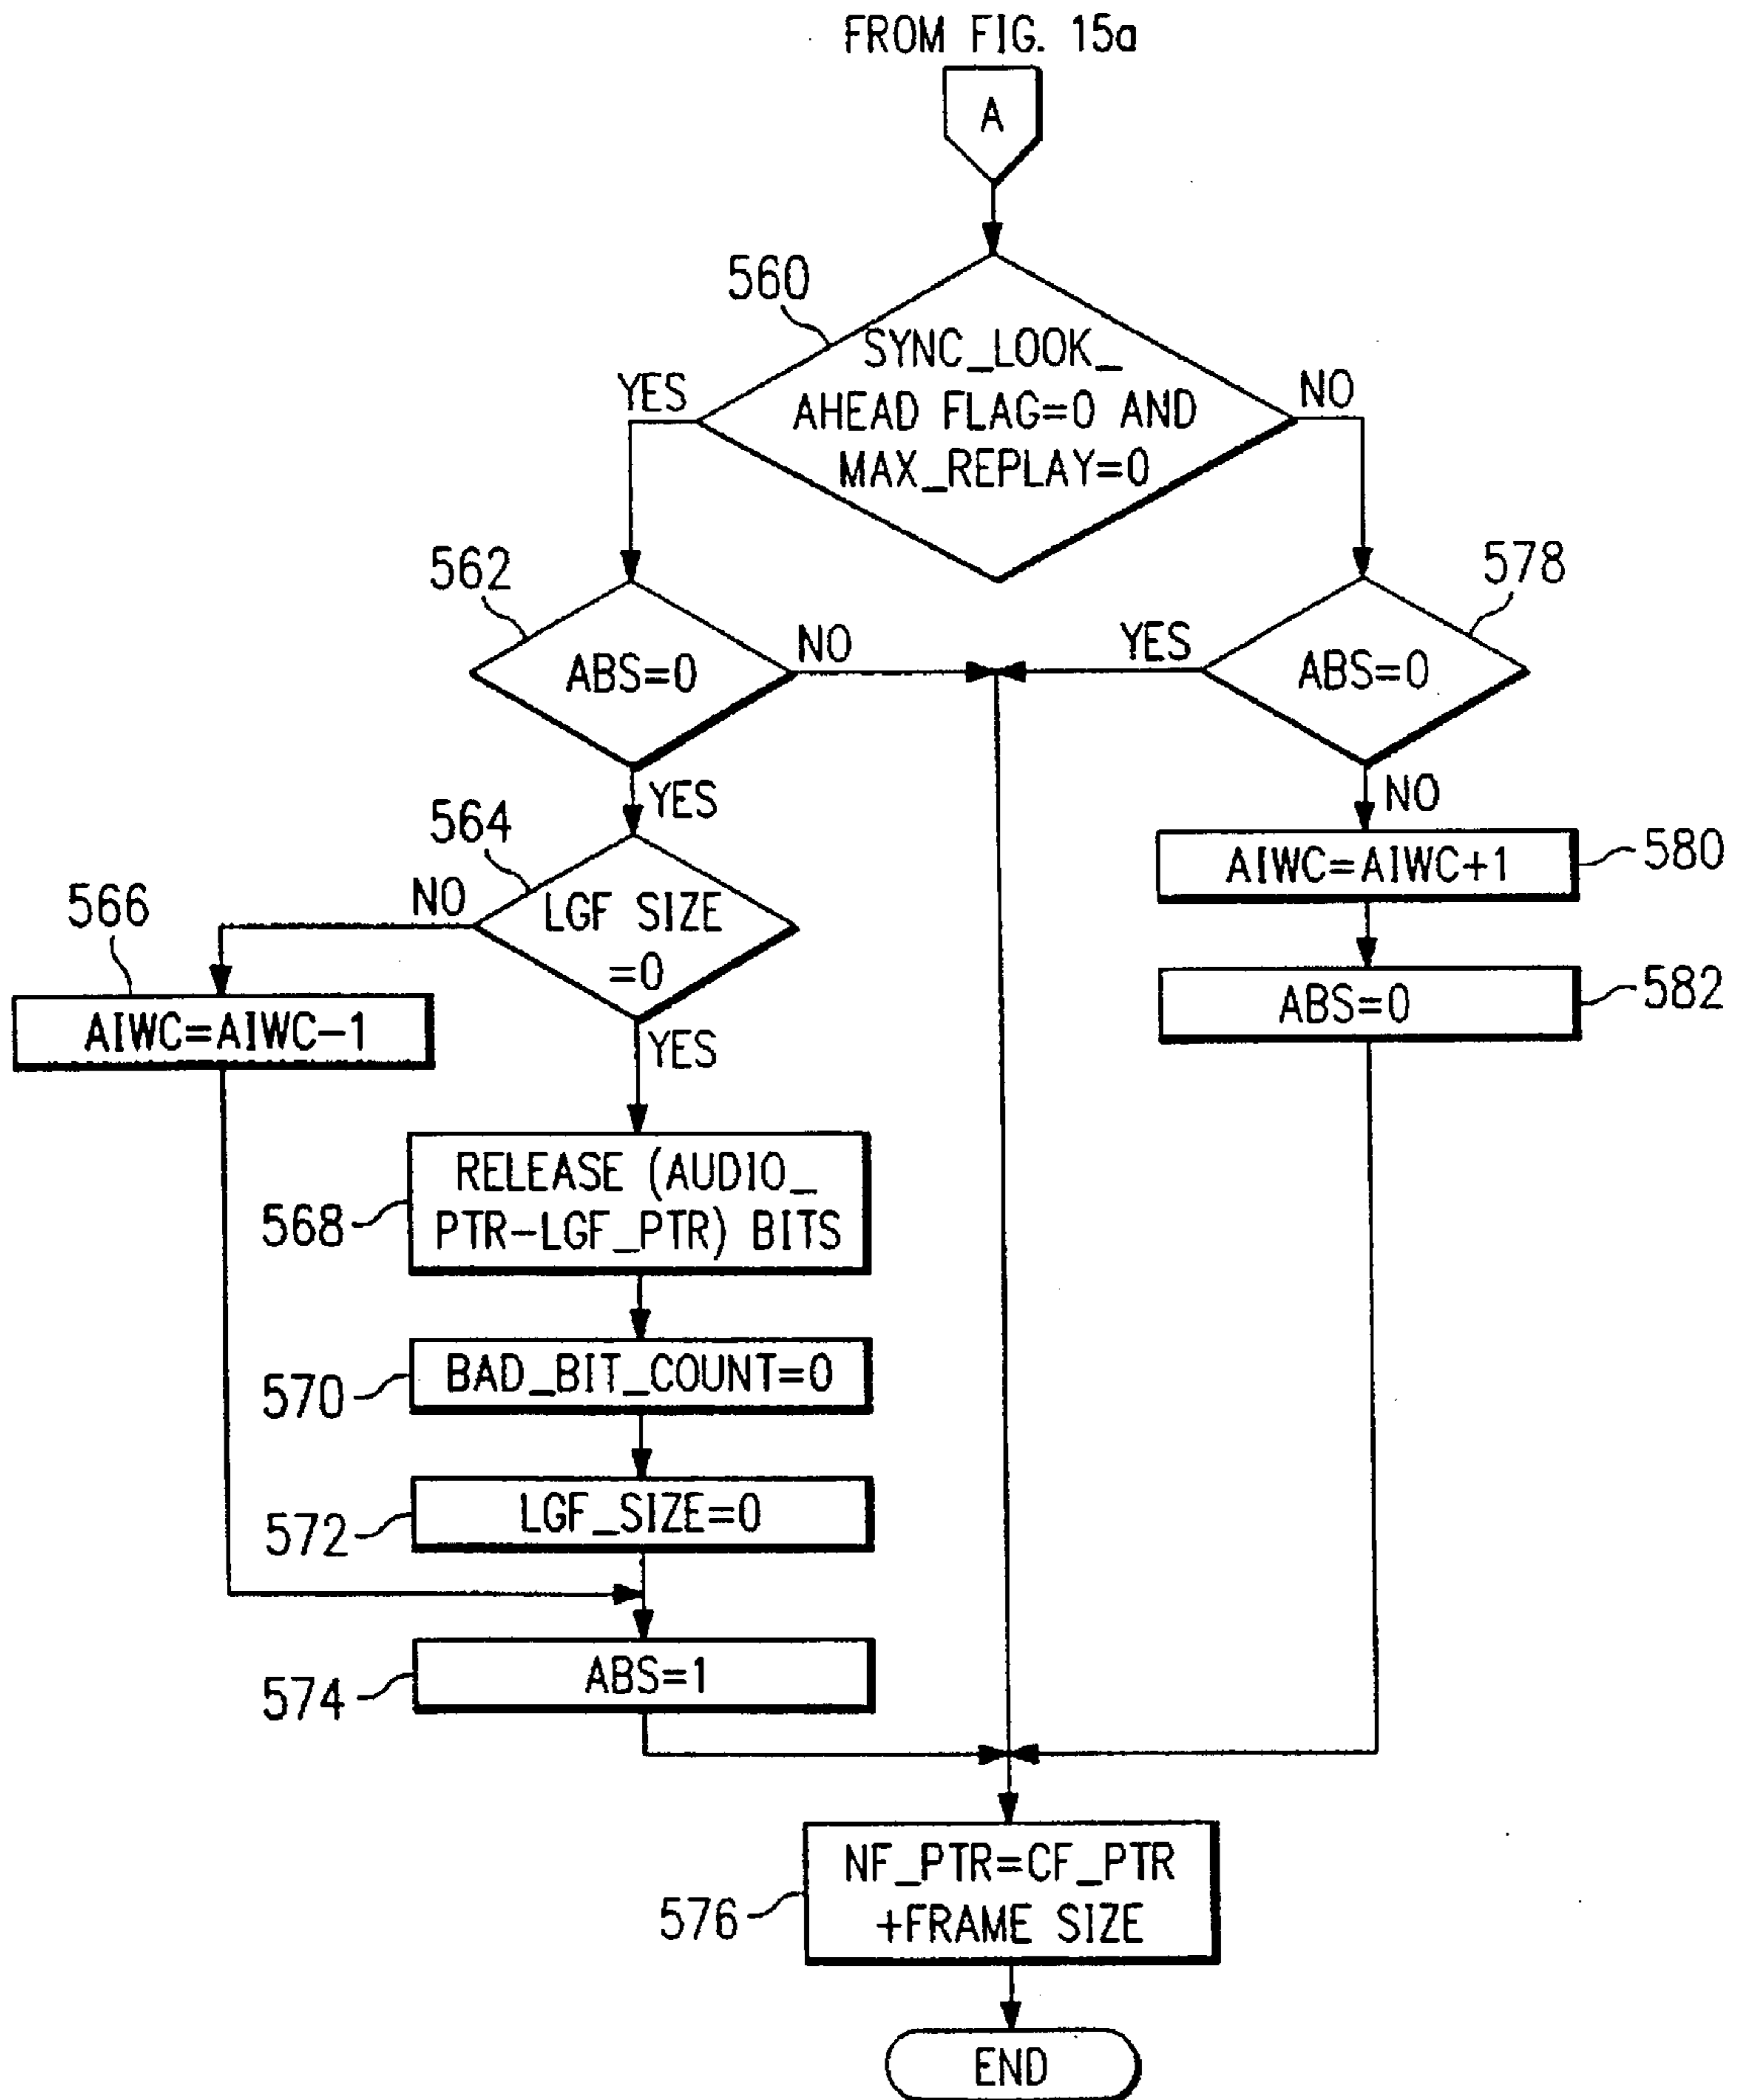 FROM FIG. 15a
A
560
SYNC_LOOK_
AHEAD FLAG=0 AND
MAX_REPLAY=0
YES
NO
562
ABS=0
NO
578
ABS=0
YES
YES
NO
564
LGF SIZE
=0
NO
YES
566
AIWC=AIWC-1
AIWC=AIWC+1
580
ABS=0
582
568
RELEASE (AUDIO_
PTR-LGF_PTR) BITS
570
BAD_BIT_COUNT=0
572
LGF_SIZE=0
574
ABS=1
576
NF_PTR=CF_PTR
+FRAME SIZE
END